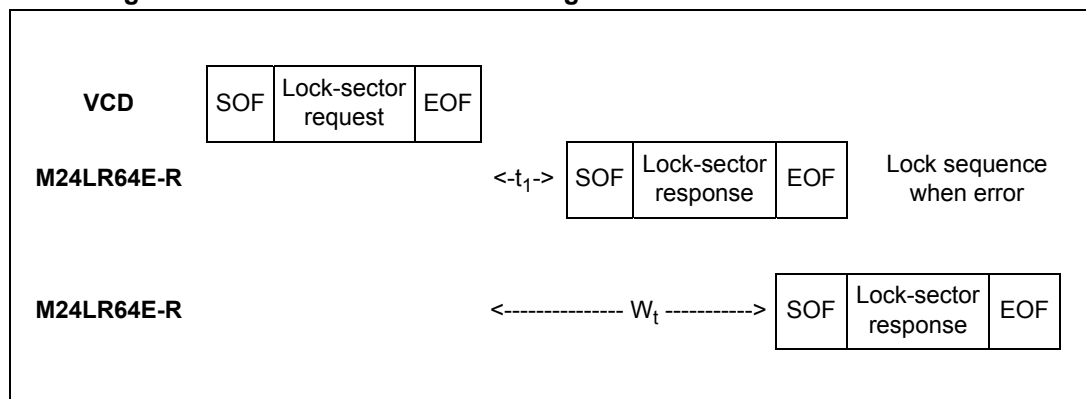 VCD SOF Lock-sector request EOF
M24LR64E-R <-t1-> SOF Lock-sector response EOF Lock sequence when error
M24LR64E-R <--------------- Wt -----------> SOF Lock-sector response EOF